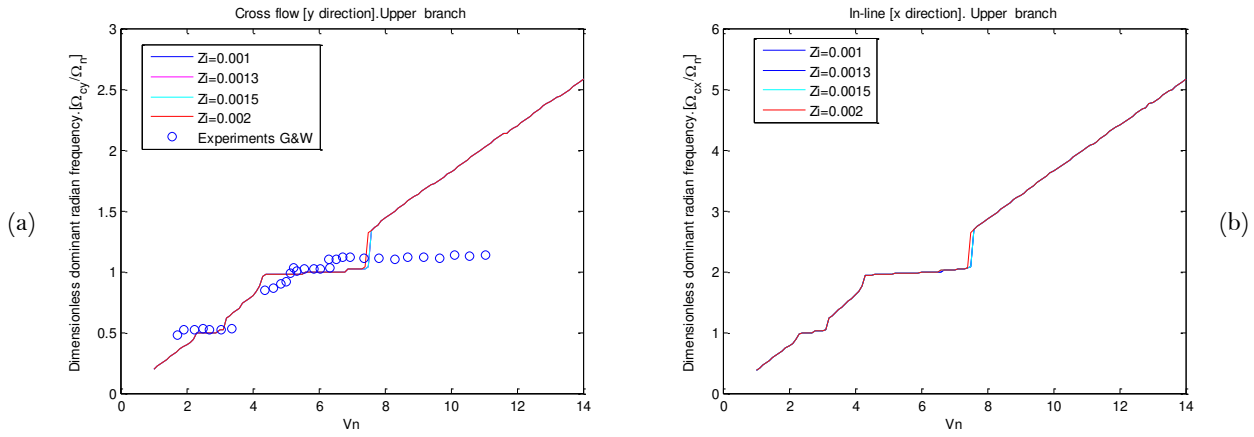 (a)
Cross flow [y direction].Upper branch
Dimensionless dominant radian frequency.[Ωcy/Ωn]
3
2.5
2
1.5
1
0.5
0
Zi=0.001
Zi=0.0013
Zi=0.0015
Zi=0.002
Experiments G&W
0 2 4 6 8 10 12 14
Vn
In-line [x direction]. Upper branch
Dimensionless dominant radian frequency.[Ωcx/Ωn]
6
5
4
3
2
1
0
Zi=0.001
Zi=0.0013
Zi=0.0015
Zi=0.002
0 2 4 6 8 10 12 14
Vn
(b)